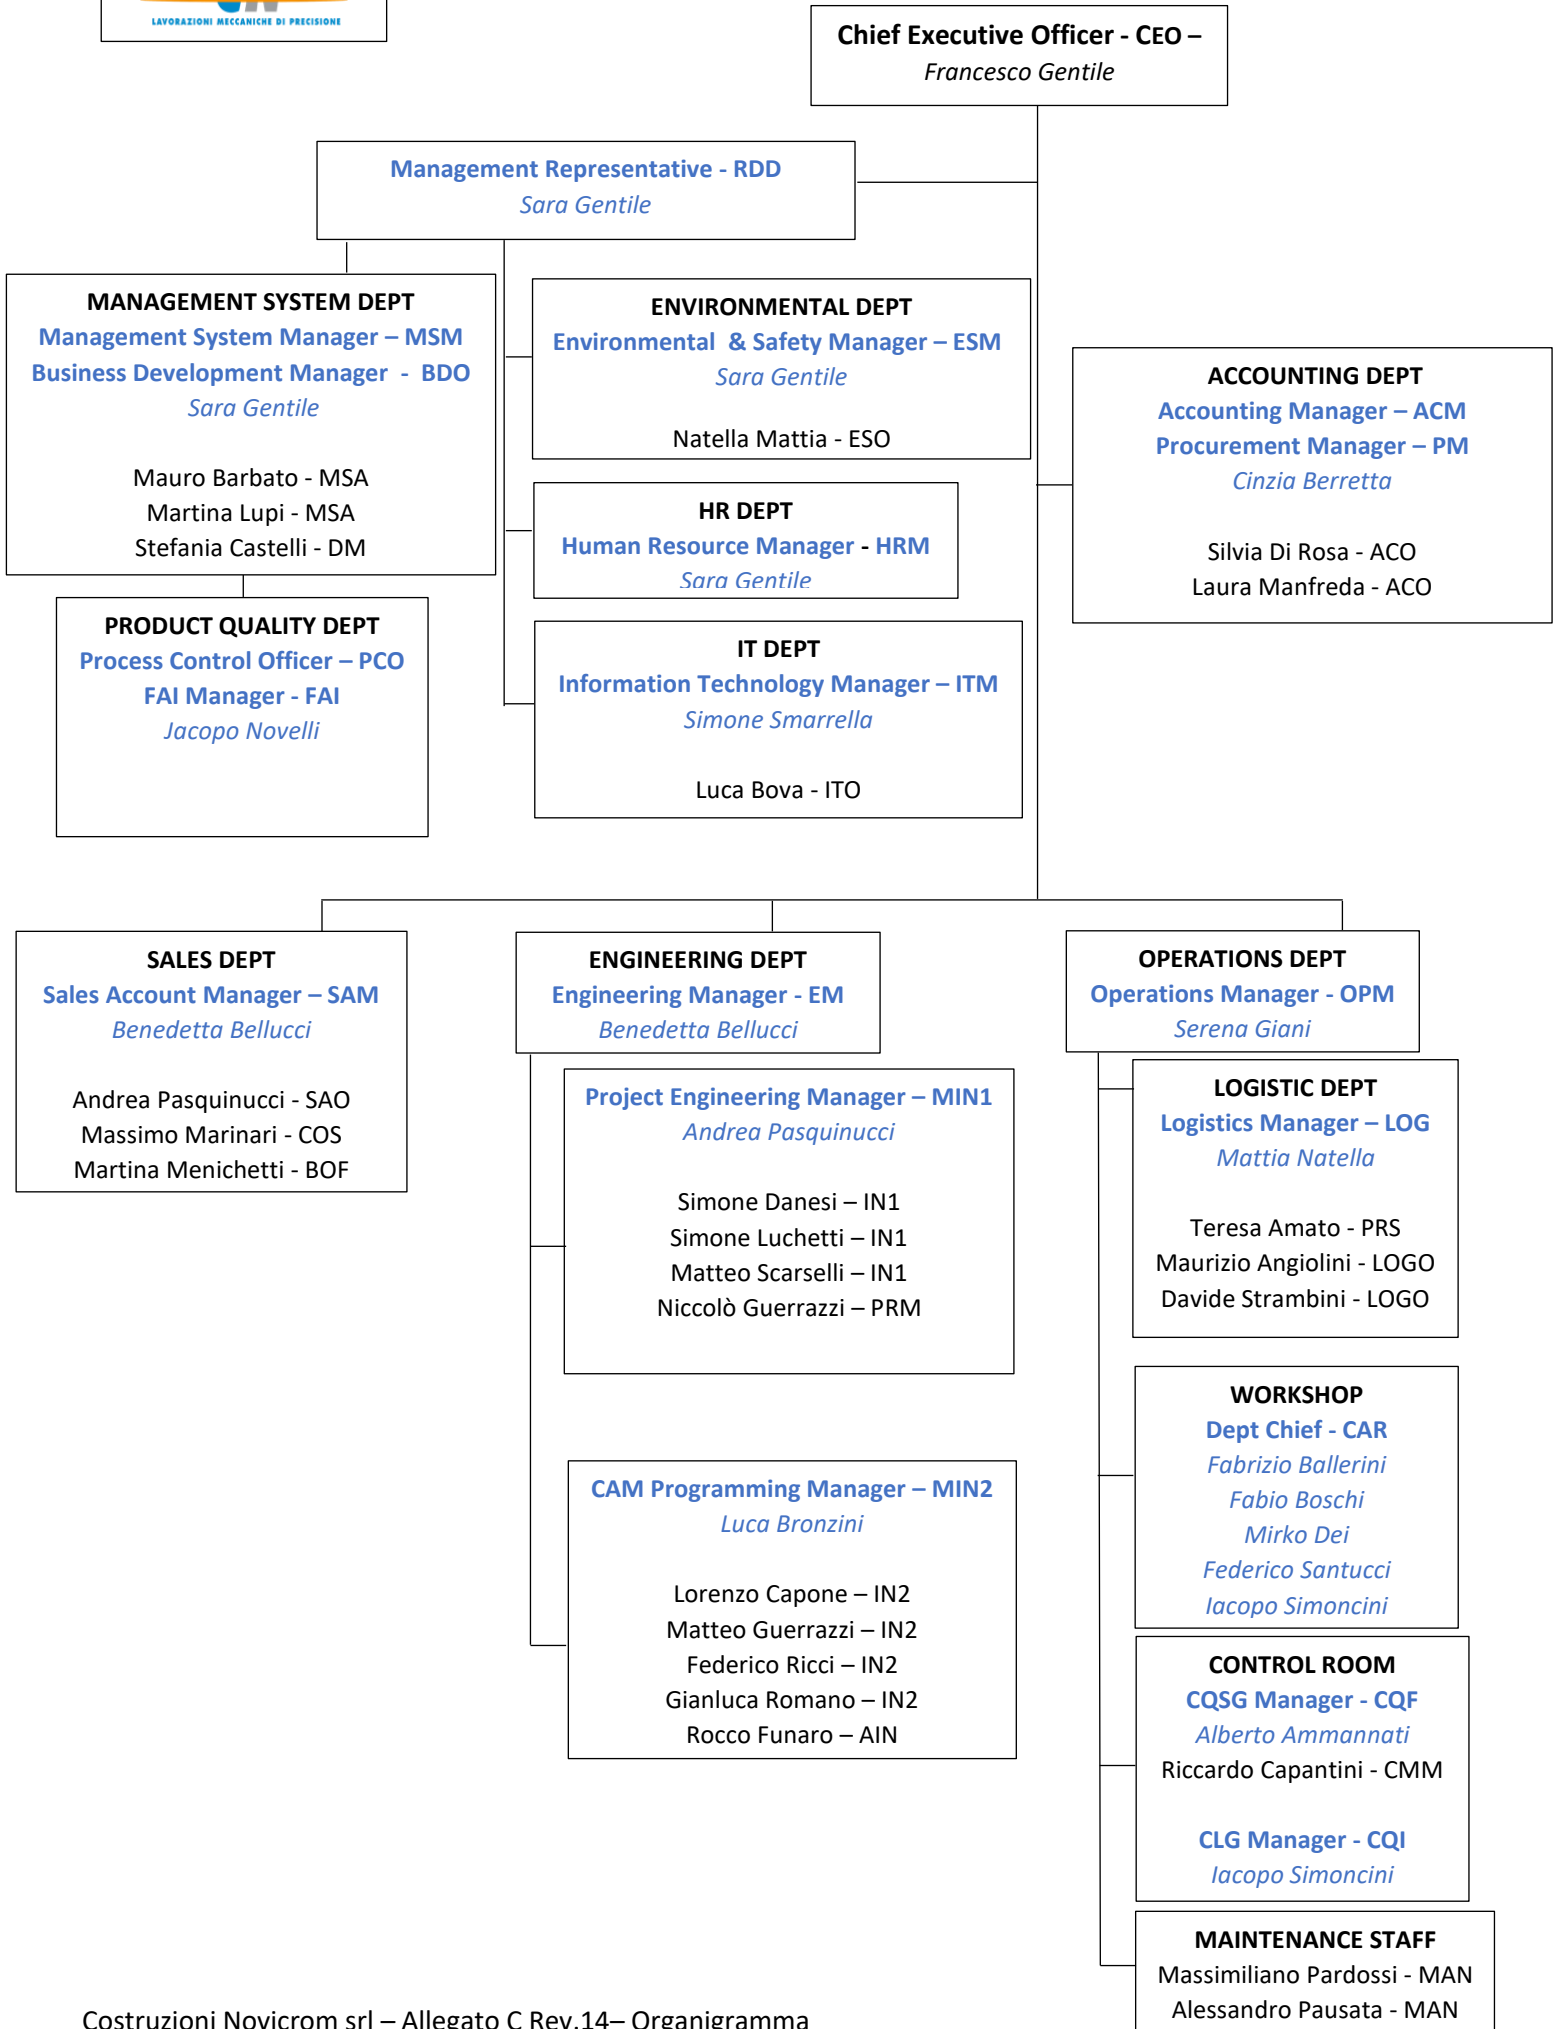 LAVORAZIONI MECCANICHE DI PRECISIONE
Chief Executive Officer - CEO –
Francesco Gentile
Management Representative - RDD
Sara Gentile
MANAGEMENT SYSTEM DEPT
Management System Manager – MSM
Business Development Manager - BDO
Sara Gentile
Mauro Barbato - MSA
Martina Lupi - MSA
Stefania Castelli - DM
ENVIRONMENTAL DEPT
Environmental & Safety Manager – ESM
Sara Gentile
Natella Mattia - ESO
ACCOUNTING DEPT
Accounting Manager – ACM
Procurement Manager – PM
Cinzia Berretta
Silvia Di Rosa - ACO
Laura Manfreda - ACO
HR DEPT
Human Resource Manager - HRM
Sara Gentile
PRODUCT QUALITY DEPT
Process Control Officer – PCO
FAI Manager - FAI
Jacopo Novelli
IT DEPT
Information Technology Manager – ITM
Simone Smarrella
Luca Bova - ITO
SALES DEPT
Sales Account Manager – SAM
Benedetta Bellucci
Andrea Pasquinucci - SAO
Massimo Marinari - COS
Martina Menichetti - BOF
ENGINEERING DEPT
Engineering Manager - EM
Benedetta Bellucci
Project Engineering Manager – MIN1
Andrea Pasquinucci
Simone Danesi – IN1
Simone Luchetti – IN1
Matteo Scarselli – IN1
Niccolò Guerrazzi – PRM
CAM Programming Manager – MIN2
Luca Bronzini
Lorenzo Capone – IN2
Matteo Guerrazzi – IN2
Federico Ricci – IN2
Gianluca Romano – IN2
Rocco Funaro – AIN
OPERATIONS DEPT
Operations Manager - OPM
Serena Giani
LOGISTIC DEPT
Logistics Manager – LOG
Mattia Natella
Teresa Amato - PRS
Maurizio Angiolini - LOGO
Davide Strambini - LOGO
WORKSHOP
Dept Chief - CAR
Fabrizio Ballerini
Fabio Boschi
Mirko Dei
Federico Santucci
Iacopo Simoncini
CONTROL ROOM
CQSG Manager - CQF
Alberto Ammannati
Riccardo Capantini - CMM
CLG Manager - CQI
Iacopo Simoncini
MAINTENANCE STAFF
Massimiliano Pardossi - MAN
Alessandro Pausata - MAN
Costruzioni Novicrom srl – Allegato C Rev.14– Organigramma